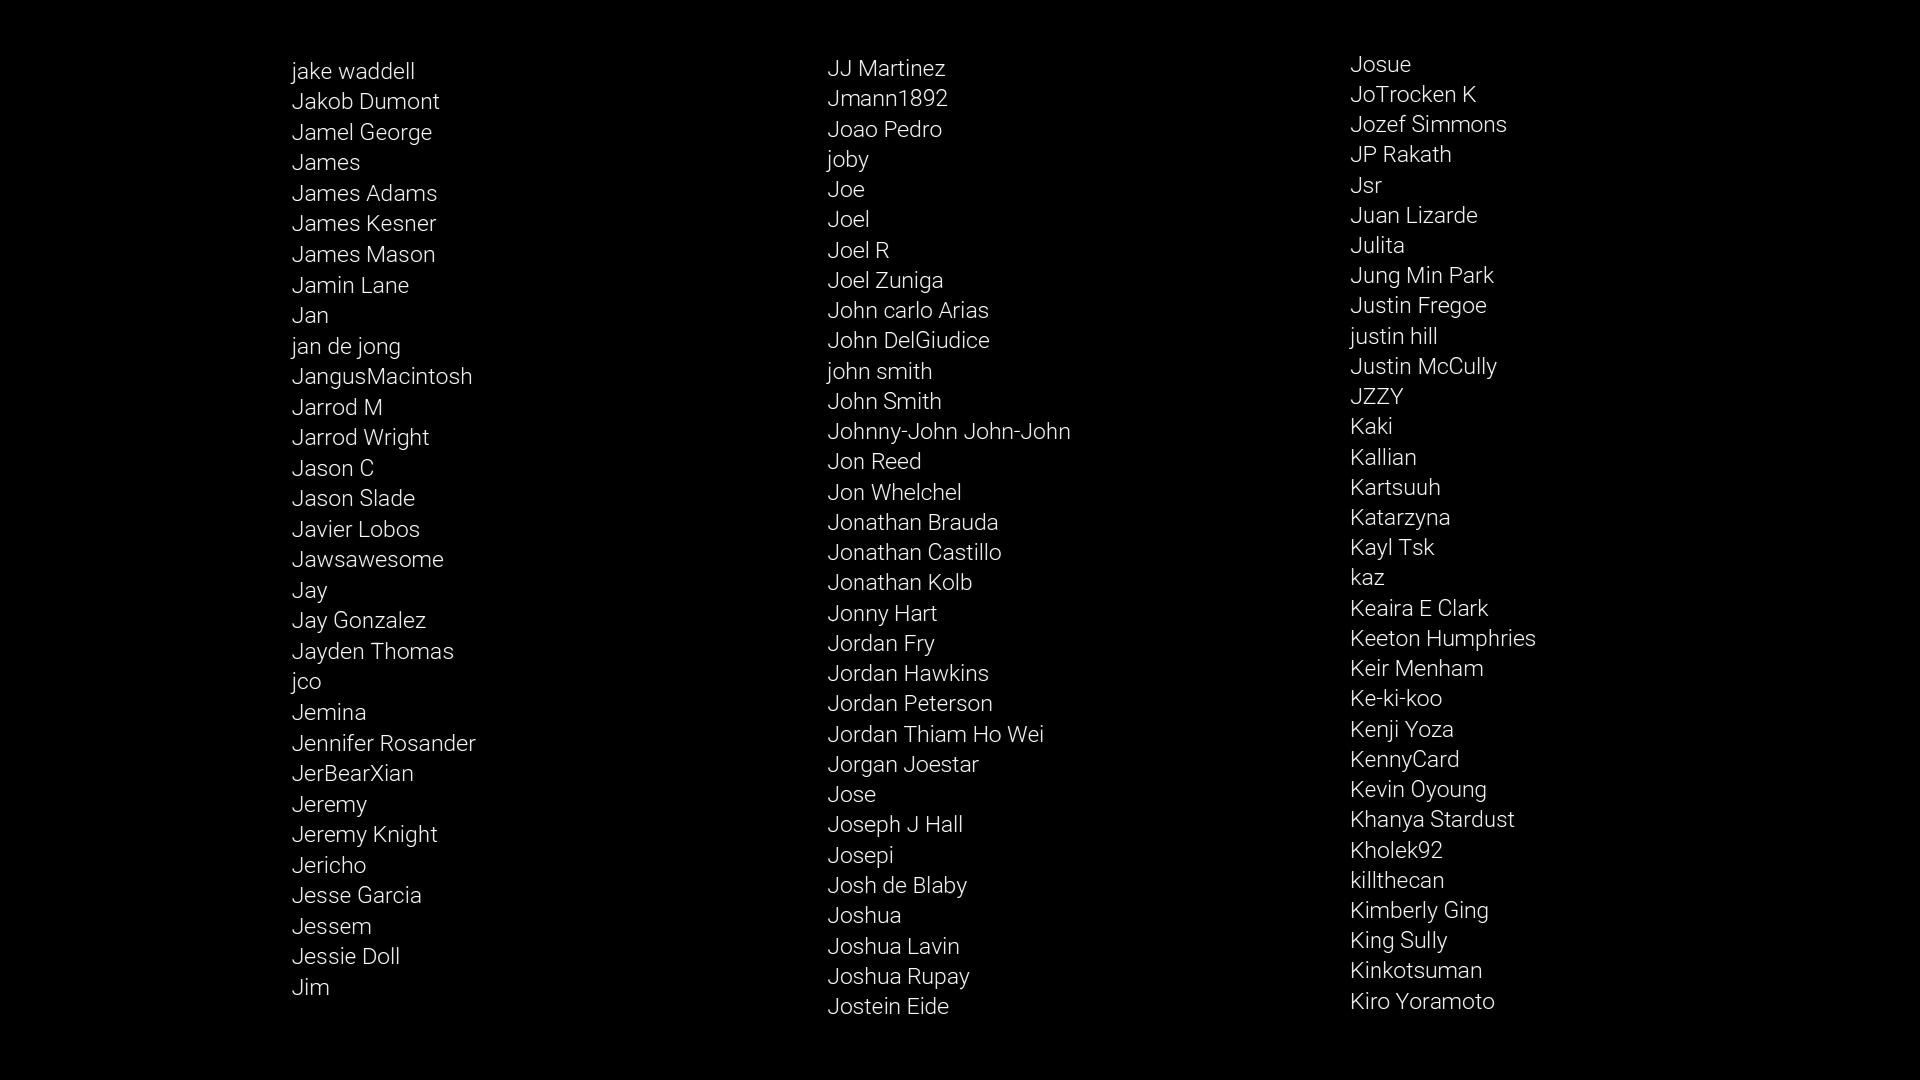 jake waddell
Jakob Dumont
Jamel George
James
James Adams
James Kesner
James Mason
Jamin Lane
Jan
jan de jong
JangusMacintosh
Jarrod M
Jarrod Wright
Jason C
Jason Slade
Javier Lobos
Jawsawesome
Jay
Jay Gonzalez
Jayden Thomas
jco
Jemina
Jennifer Rosander
JerBearXian
Jeremy
Jeremy Knight
Jericho
Jesse Garcia
Jessem
Jessie Doll
Jim
JJ Martinez
Jmann1892
Joao Pedro
joby
Joe
Joel
Joel R
Joel Zuniga
John carlo Arias
John DelGiudice
john smith
John Smith
Johnny-John John-John
Jon Reed
Jon Whelchel
Jonathan Brauda
Jonathan Castillo
Jonathan Kolb
Jonny Hart
Jordan Fry
Jordan Hawkins
Jordan Peterson
Jordan Thiam Ho Wei
Jorgan Joestar
Jose
Joseph J Hall
Josepi
Josh de Blaby
Joshua
Joshua Lavin
Joshua Rupay
Jostein Eide
Josue
JoTrocken K
Jozef Simmons
JP Rakath
Jsr
Juan Lizarde
Julita
Jung Min Park
Justin Fregoe
justin hill
Justin McCully
JZZY
Kaki
Kallian
Kartsuuh
Katarzyna
Kayl Tsk
kaz
Keaira E Clark
Keeton Humphries
Keir Menham
Ke-ki-koo
Kenji Yoza
KennyCard
Kevin Oyoung
Khanya Stardust
Kholek92
killthecan
Kimberly Ging
King Sully
Kinkotsuman
Kiro Yoramoto